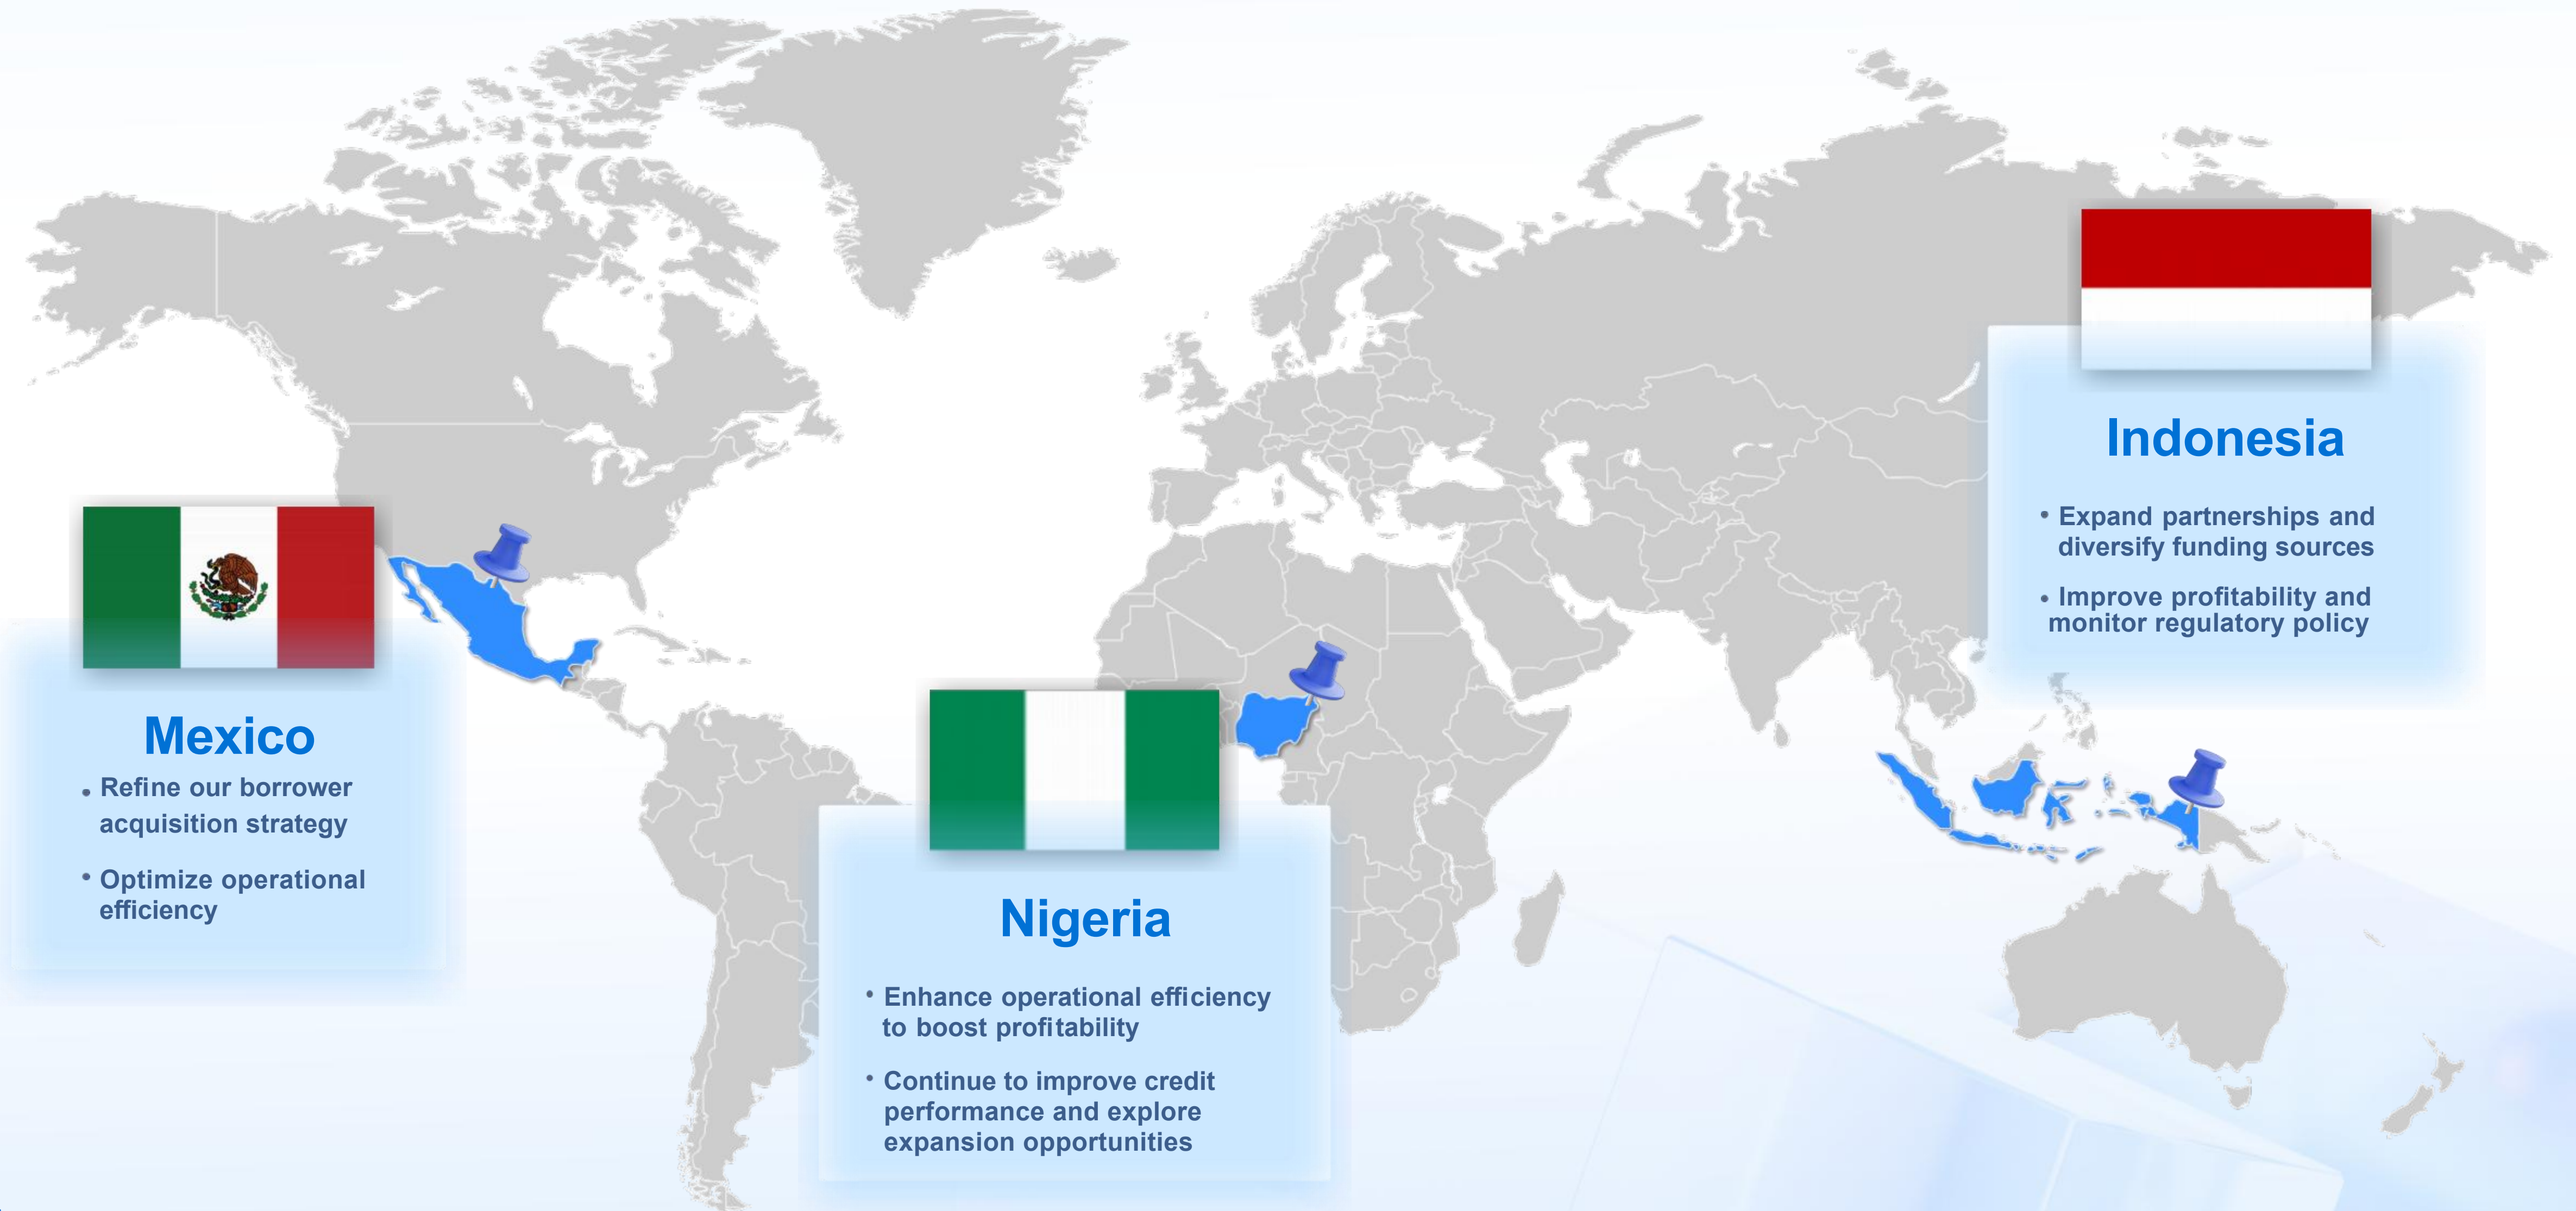 Mexico
• Refine our borrower
acquisition strategy
• Optimize operational
efficiency
Nigeria
• Enhance operational efficiency
to boost profitability
• Continue to improve credit
performance and explore
expansion opportunities
Indonesia
• Expand partnerships and
diversify funding sources
• Improve profitability and
monitor regulatory policy